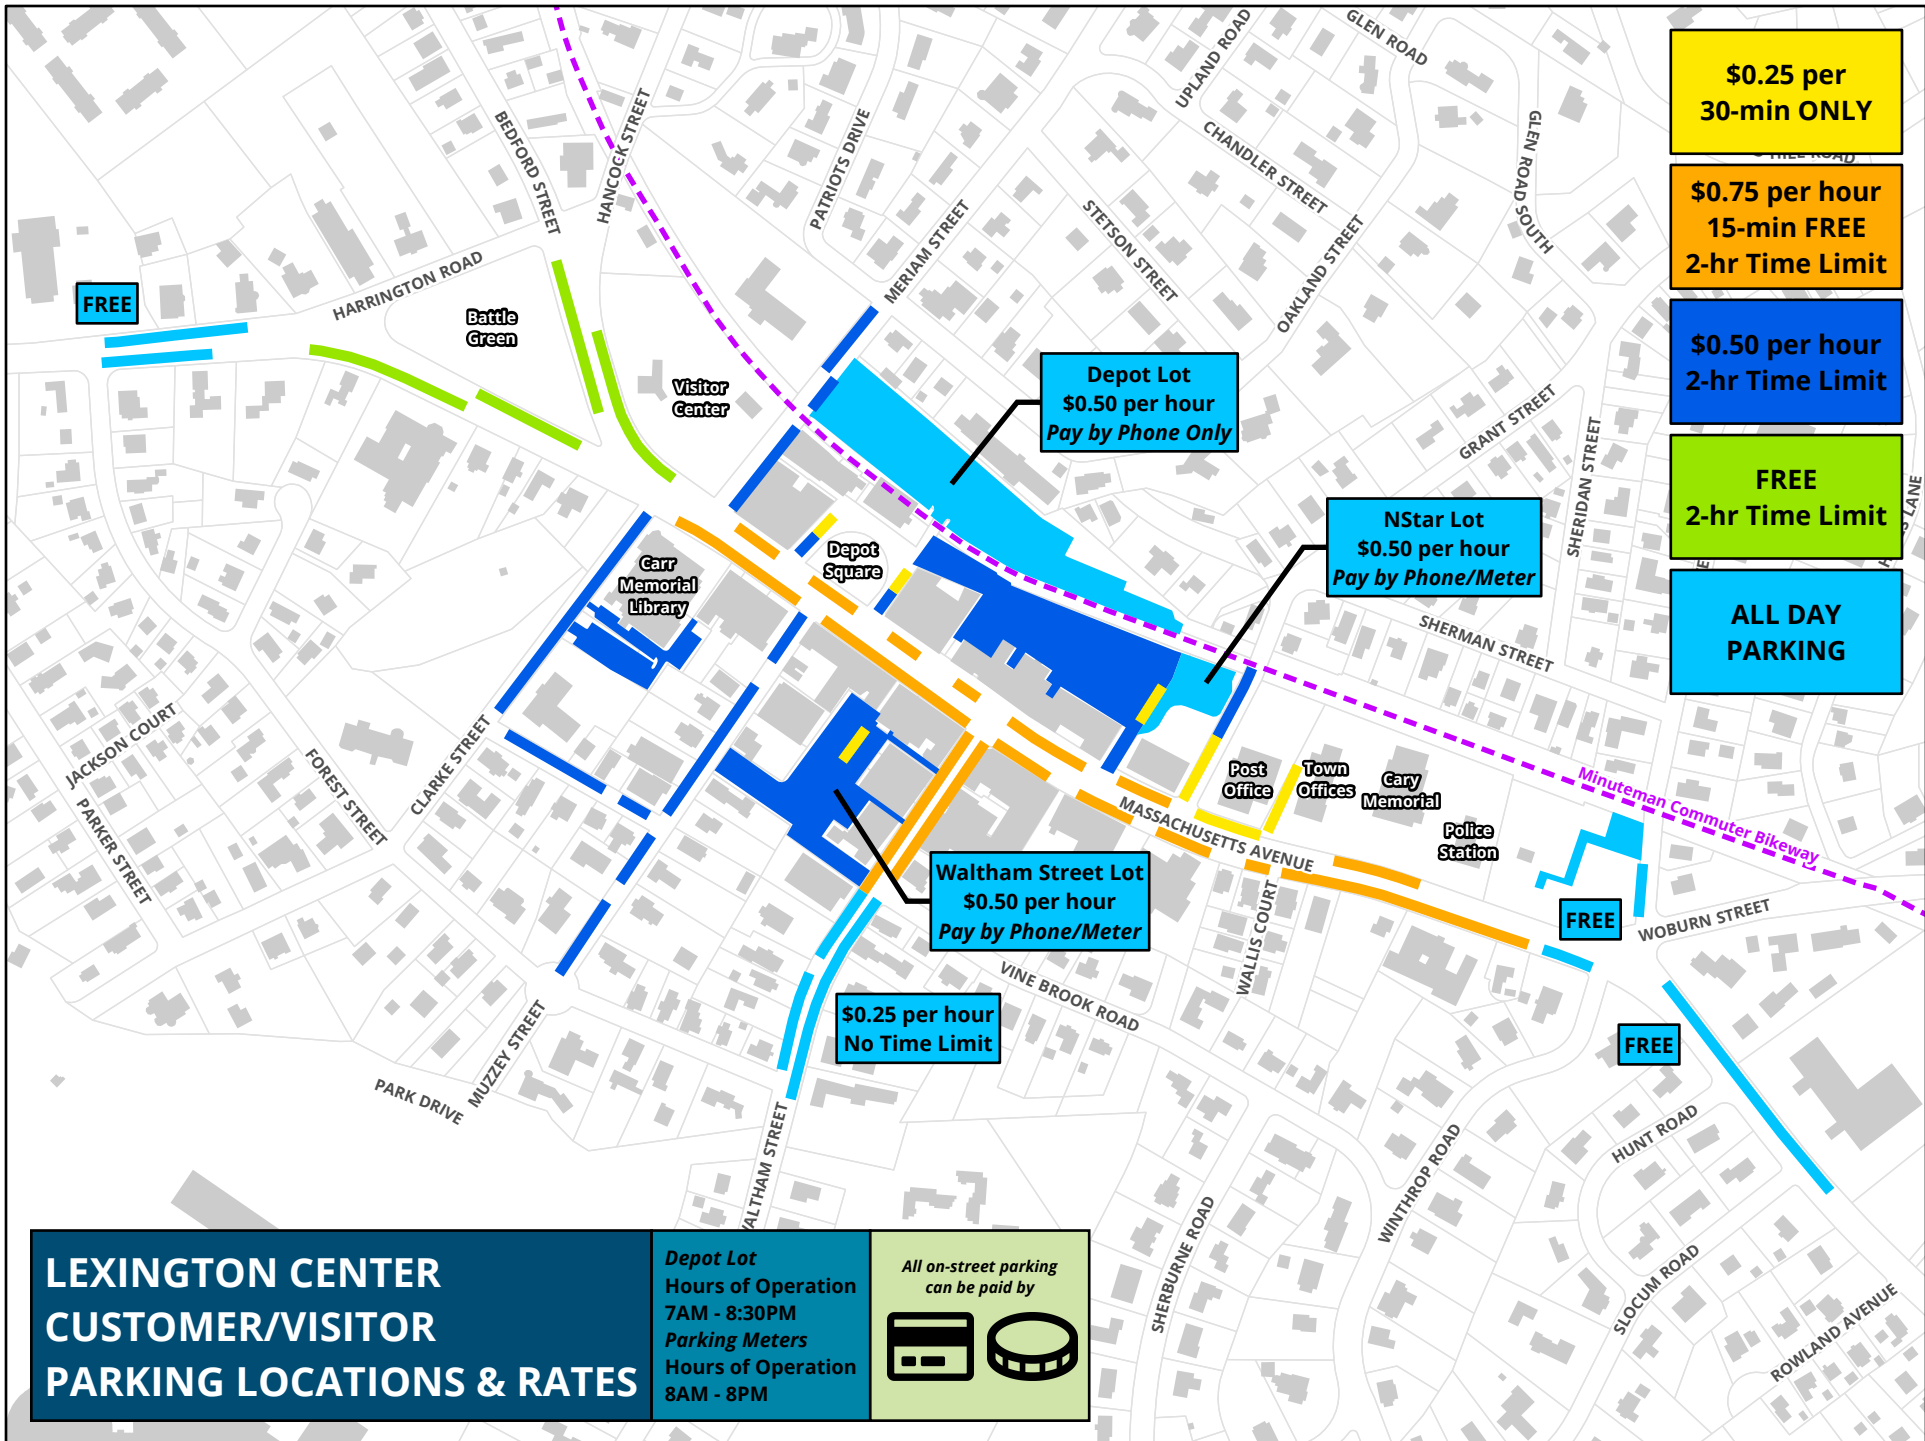 UPLAND ROAD
GLEN ROAD
$0.25 per
30-min ONLY
HILL ROAD
$0.75 per hour
15-min FREE
2-hr Time Limit
$0.50 per hour
2-hr Time Limit
FREE
2-hr Time Limit
ALL DAY
PARKING
BEDFORD STREET
HANCOCK STREET
PATRIOTS DRIVE
CHANDLER STREET
GLEN ROAD SOUTH
MERIAM STREET
STETSON STREET
OAKLAND STREET
HARRINGTON ROAD
FREE
Battle
Green
Visitor
Center
Depot Lot
$0.50 per hour
Pay by Phone Only
GRANT STREET
SHERIDAN STREET
LANE
NStar Lot
$0.50 per hour
Pay by Phone/Meter
Depot
Square
Carr
Memorial
Library
SHERMAN STREET
JACKSON COURT
FOREST STREET
CLARKE STREET
PARKER STREET
Post
Office
Town
Offices
Cary
Memorial
Police
Station
Minuteman Commuter Bikeway
MASSACHUSETTS AVENUE
Waltham Street Lot
$0.50 per hour
Pay by Phone/Meter
WALLIS COURT
FREE
WOBURN STREET
VINE BROOK ROAD
$0.25 per hour
No Time Limit
FREE
MUZZEY STREET
PARK DRIVE
WALTHAM STREET
HUNT ROAD
WINTHROP ROAD
SHERBURNE ROAD
SLOCUM ROAD
ROWLAND AVENUE
LEXINGTON CENTER
CUSTOMER/VISITOR
PARKING LOCATIONS & RATES
Depot Lot
Hours of Operation
7AM - 8:30PM
Parking Meters
Hours of Operation
8AM - 8PM
All on-street parking
can be paid by